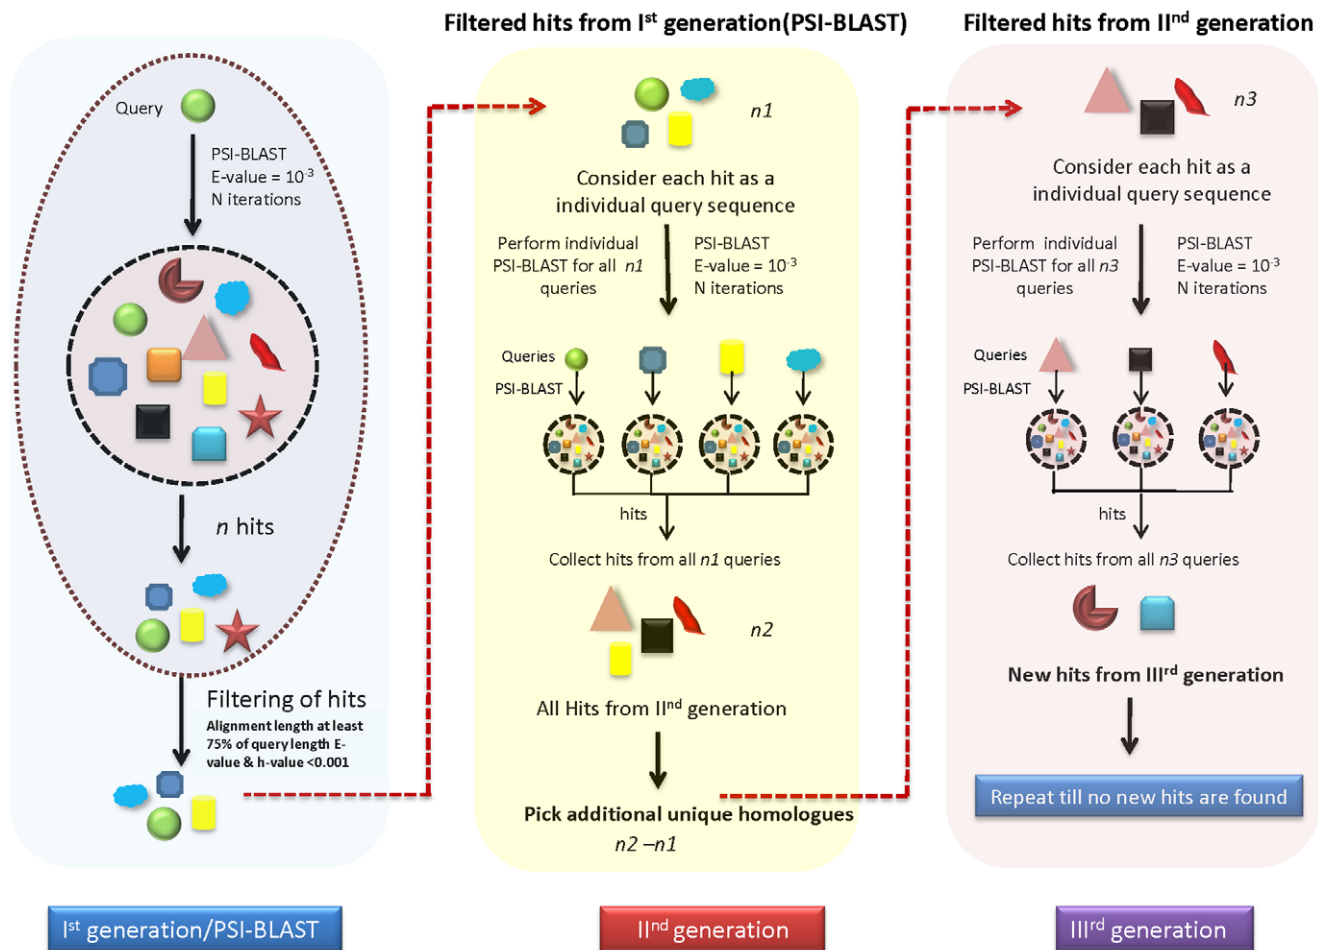 Filtered hits from Iˢᵗ generation(PSI-BLAST)
Filtered hits from IIⁿᵈ generation
Query
PSI-BLAST
E-value = 10⁻³
N iterations
n hits
Filtering of hits
Alignment length at least
75% of query length E-
value & h-value <0.001
Iˢᵗ generation/PSI-BLAST
n1
Consider each hit as a
individual query sequence
Perform individual
PSI-BLAST for all n1
queries
PSI-BLAST
E-value = 10⁻³
N iterations
Queries
PSI-BLAST
hits
Collect hits from all n1 queries
n2
All Hits from IIⁿᵈ generation
Pick additional unique homologues
n2 –n1
IIⁿᵈ generation
n3
Consider each hit as a
individual query sequence
Perform individual
PSI-BLAST for all n3
queries
PSI-BLAST
E-value = 10⁻³
N iterations
Queries
PSI-BLAST
hits
Collect hits from all n3 queries
New hits from IIIʳᵈ generation
Repeat till no new hits are found
IIIʳᵈ generation